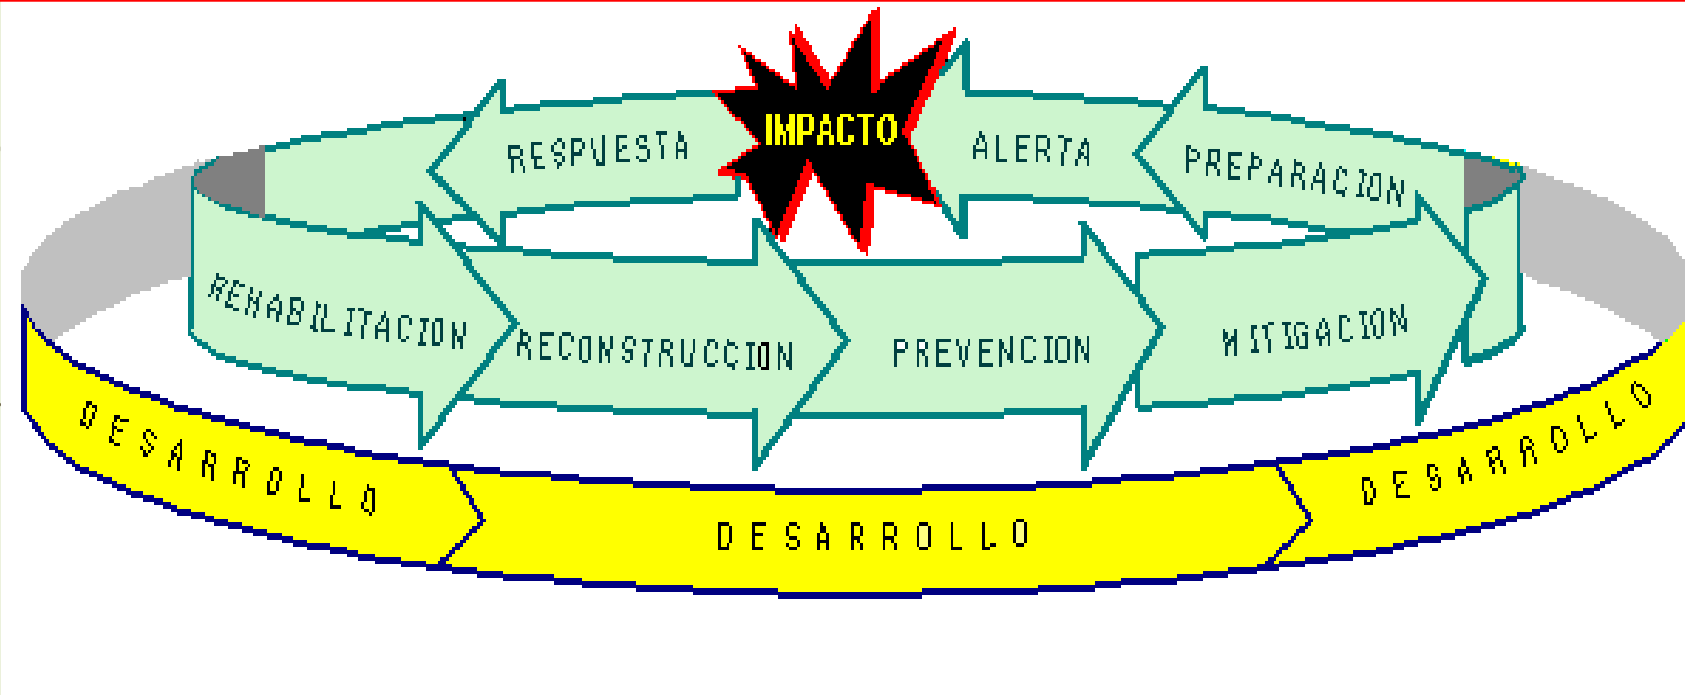 IMPACTO
RESPUESTA
ALERTA
PREPARACION
REHABILITACION
RECONSTRUCCION
PREVENCION
MITIGACION
DESARROLLO
DESARROLLO
DESARROLLO